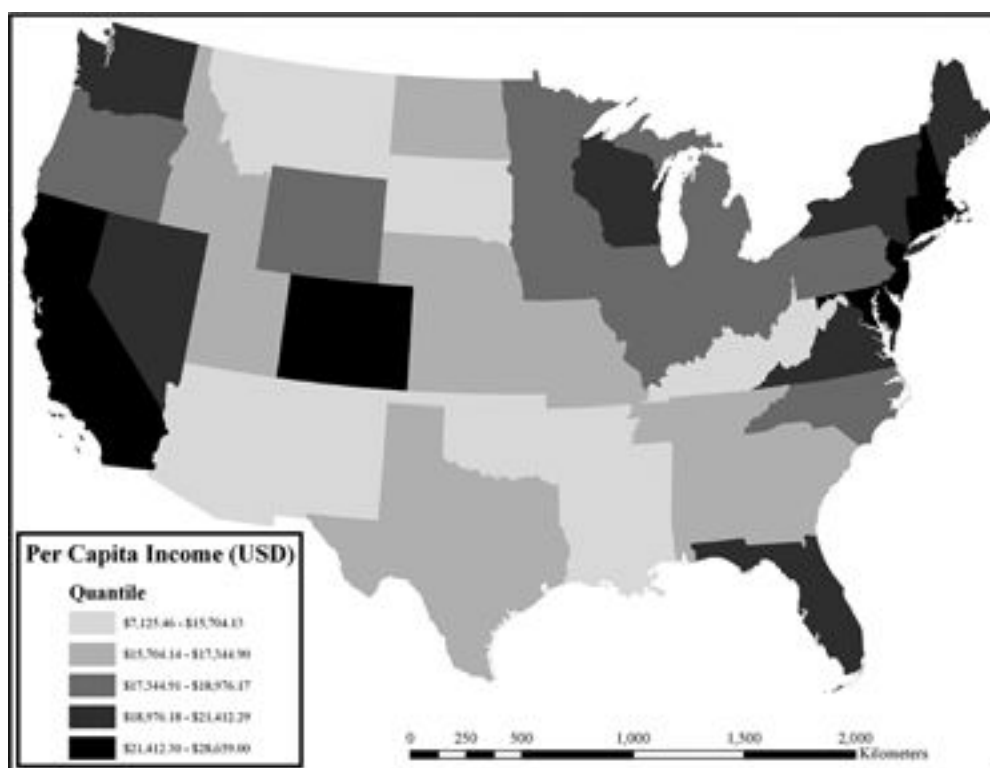 Per Capita Income (USD)
Quantile
$7,125.46 - $15,704.13
$15,704.14 - $17,344.90
$17,344.91 - $18,976.17
$18,976.18 - $21,412.29
$21,412.30 - $28,659.00
0 250 500 1,000 1,500 2,000
Kilometers